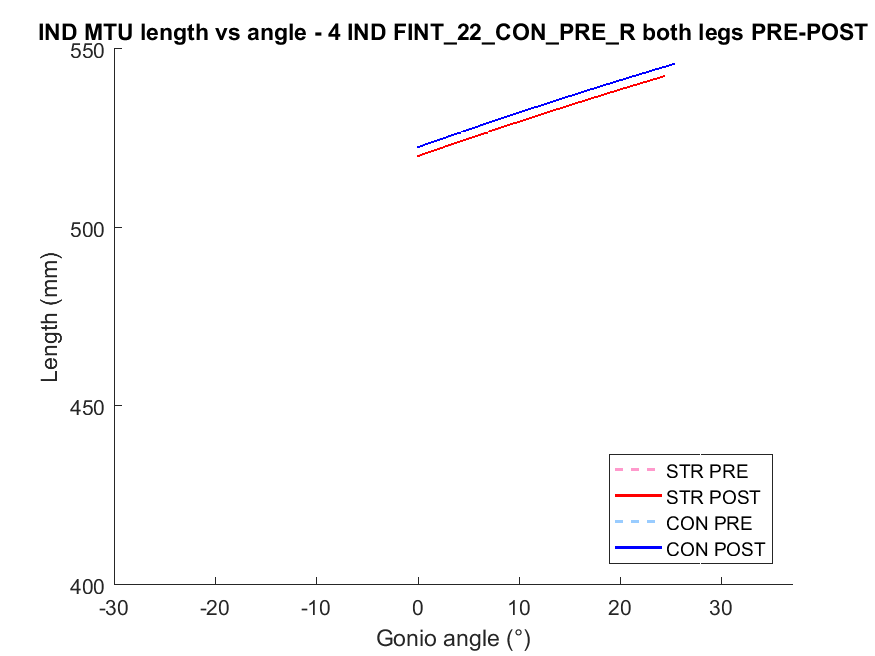 IND MTU length vs angle - 4 IND FINT_22_CON_PRE_R both legs PRE-POST
550
500
450
400
Length (mm)
-30
-20
-10
0
10
20
30
Gonio angle (°)
STR PRE
STR POST
CON PRE
CON POST